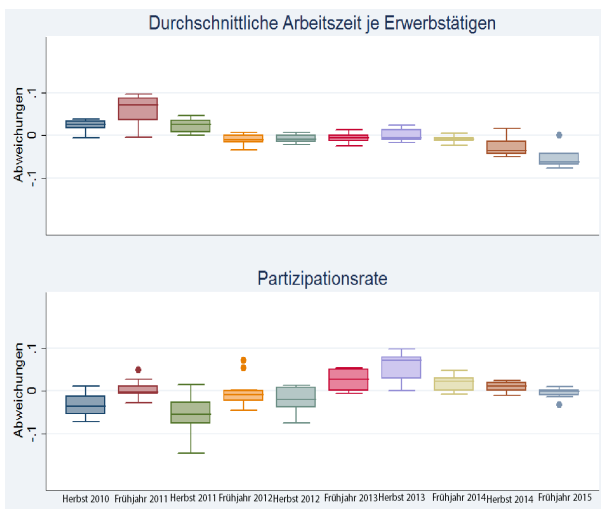 Durchschnittliche Arbeitszeit je Erwerbstätigen
Abweichungen
.1
0
-.1
Partizipationsrate
Abweichungen
.1
0
-.1
Herbst 2010 Frühjahr 2011 Herbst 2011 Frühjahr 2012 Herbst 2012 Frühjahr 2013 Herbst 2013 Frühjahr 2014 Herbst 2014 Frühjahr 2015